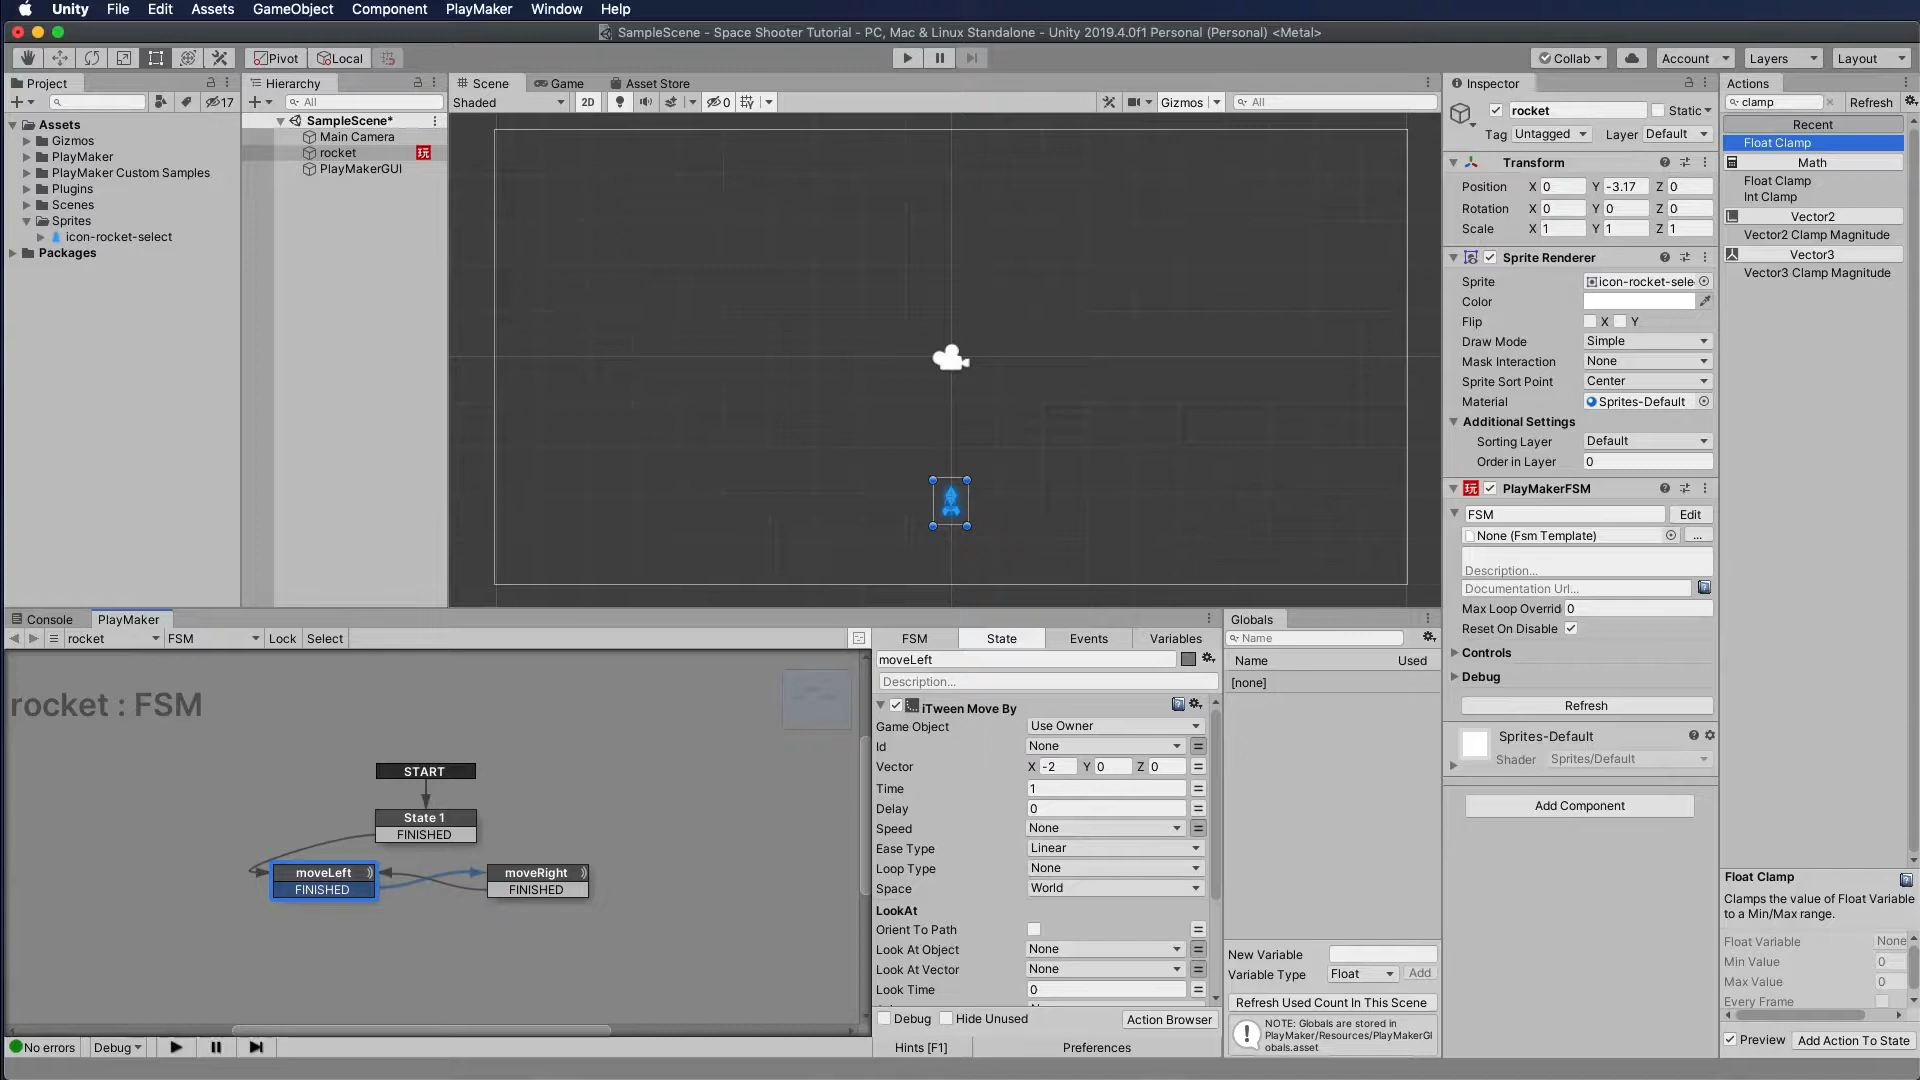 Unity File Edit Assets GameObject Component PlayMaker Window Help
SampleScene - Space Shooter Tutorial - PC, Mac & Linux Standalone - Unity 2019.4.0f1 Personal (Personal) <Metal>
Pivot Local Collab Account Layers Layout
Project
17
Assets
Gizmos
PlayMaker
PlayMaker Custom Samples
Plugins
Scenes
Sprites
icon-rocket-select
Packages
Hierarchy
All
SampleScene*
Main Camera
rocket 玩
PlayMakerGUI
Scene Game Asset Store
Shaded 2D 0 Gizmos All
Inspector
rocket Static
Tag Untagged Layer Default
Transform
Position X 0 Y -3.17 Z 0
Rotation X 0 Y 0 Z 0
Scale X 1 Y 1 Z 1
Sprite Renderer
Sprite icon-rocket-sele
Color
Flip X Y
Draw Mode Simple
Mask Interaction None
Sprite Sort Point Center
Material Sprites-Default
Additional Settings
Sorting Layer Default
Order in Layer 0
玩 PlayMakerFSM
FSM Edit
None (Fsm Template) ...
Description...
Documentation Url...
Max Loop Overrid 0
Reset On Disable
Controls
Debug
Refresh
Sprites-Default
Shader Sprites/Default
Add Component
Actions
clamp Refresh
Recent
Float Clamp
Math
Float Clamp
Int Clamp
Vector2
Vector2 Clamp Magnitude
Vector3
Vector3 Clamp Magnitude
Float Clamp
Clamps the value of Float Variable
to a Min/Max range.
Float Variable None
Min Value 0
Max Value 0
Every Frame
Preview Add Action To State
Console PlayMaker
rocket FSM Lock Select
rocket : FSM
START
State 1
FINISHED
moveLeft
FINISHED
moveRight
FINISHED
No errors Debug
FSM State Events Variables
moveLeft
Description...
iTween Move By
Game Object Use Owner
Id None
Vector X -2 Y 0 Z 0
Time 1
Delay 0
Speed None
Ease Type Linear
Loop Type None
Space World
LookAt
Orient To Path
Look At Object None
Look At Vector None
Look Time 0
Debug Hide Unused Action Browser
Hints [F1] Preferences
Globals
Name
Name Used
[none]
New Variable
Variable Type Float Add
Refresh Used Count In This Scene
NOTE: Globals are stored in
PlayMaker/Resources/PlayMakerGl
obals.asset